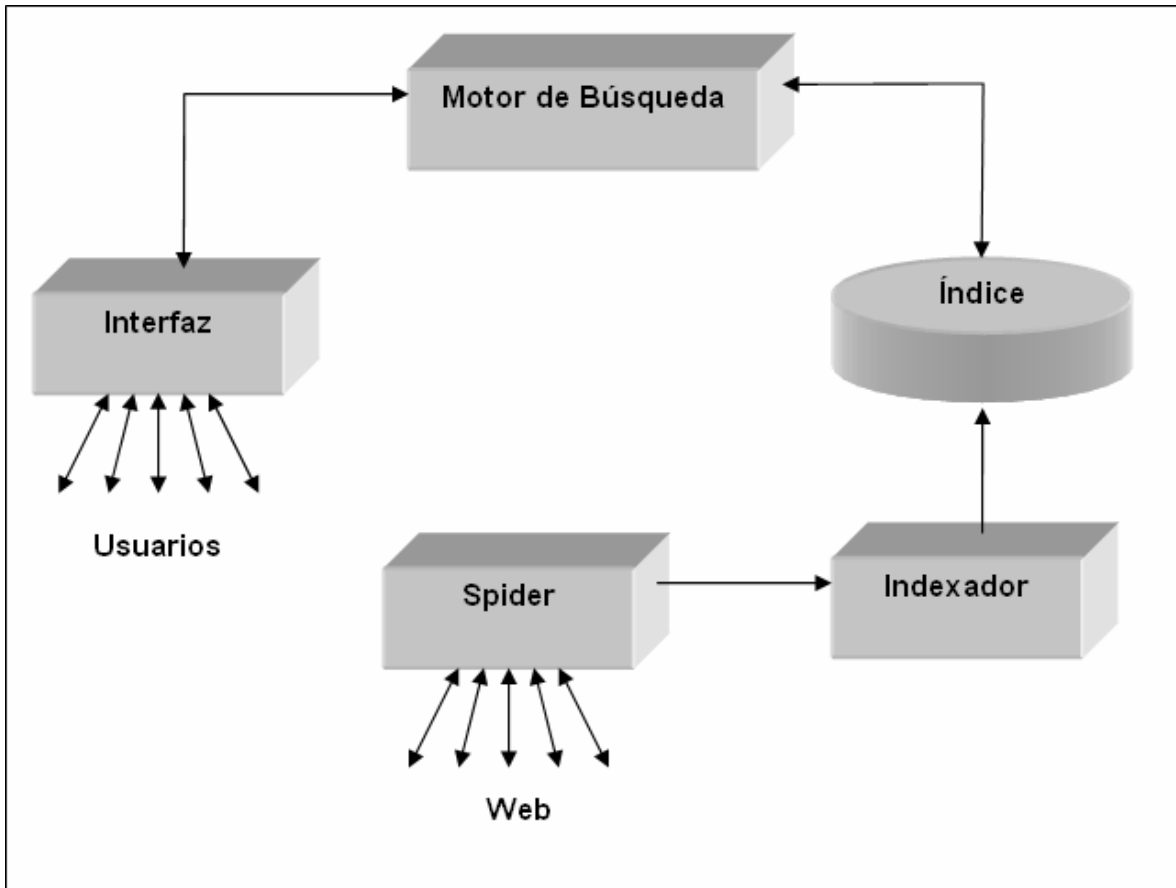 Motor de Búsqueda
Interfaz
Índice
Usuarios
Spider
Indexador
Web